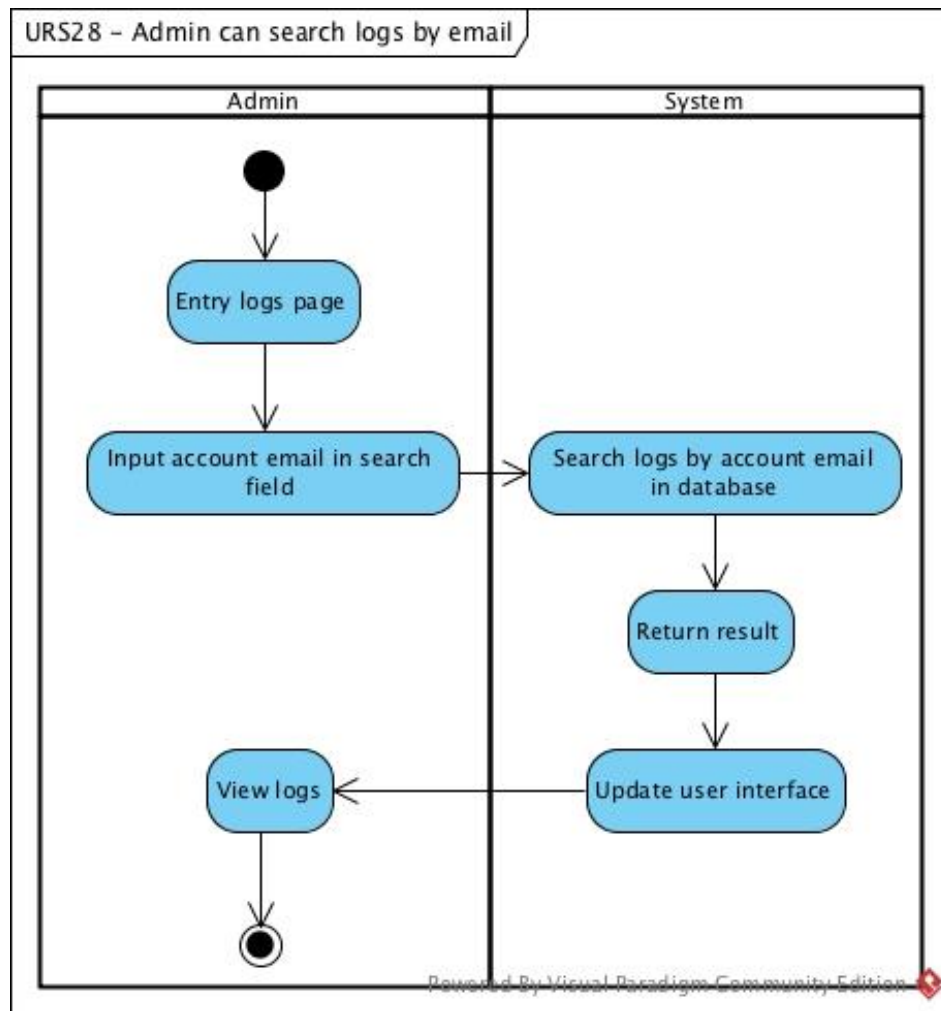 URS28 – Admin can search logs by email
Admin
System
Entry logs page
Input account email in search
field
Search logs by account email
in database
Return result
View logs
Update user interface
Powered By Visual Paradigm Community Edition